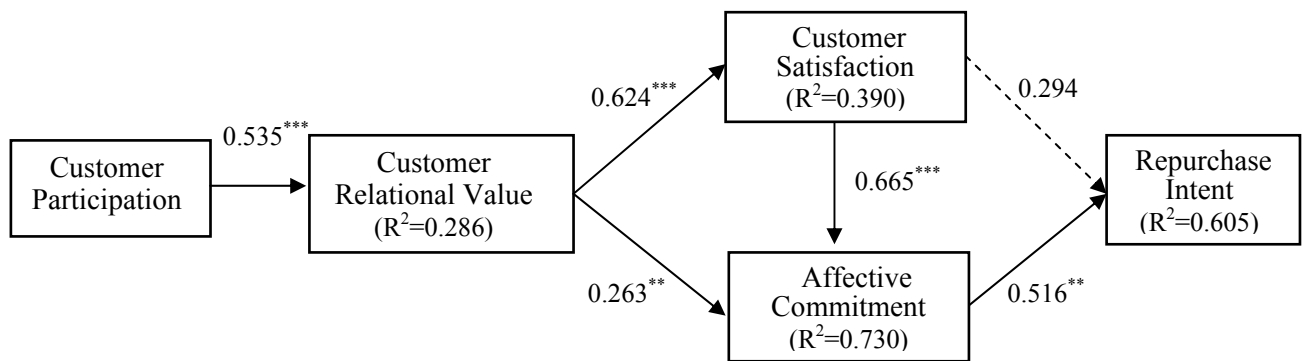 Customer
Participation
0.535***
Customer
Relational Value
(R²=0.286)
0.624***
0.263**
Customer
Satisfaction
(R²=0.390)
0.665***
Affective
Commitment
(R²=0.730)
0.294
0.516**
Repurchase
Intent
(R²=0.605)